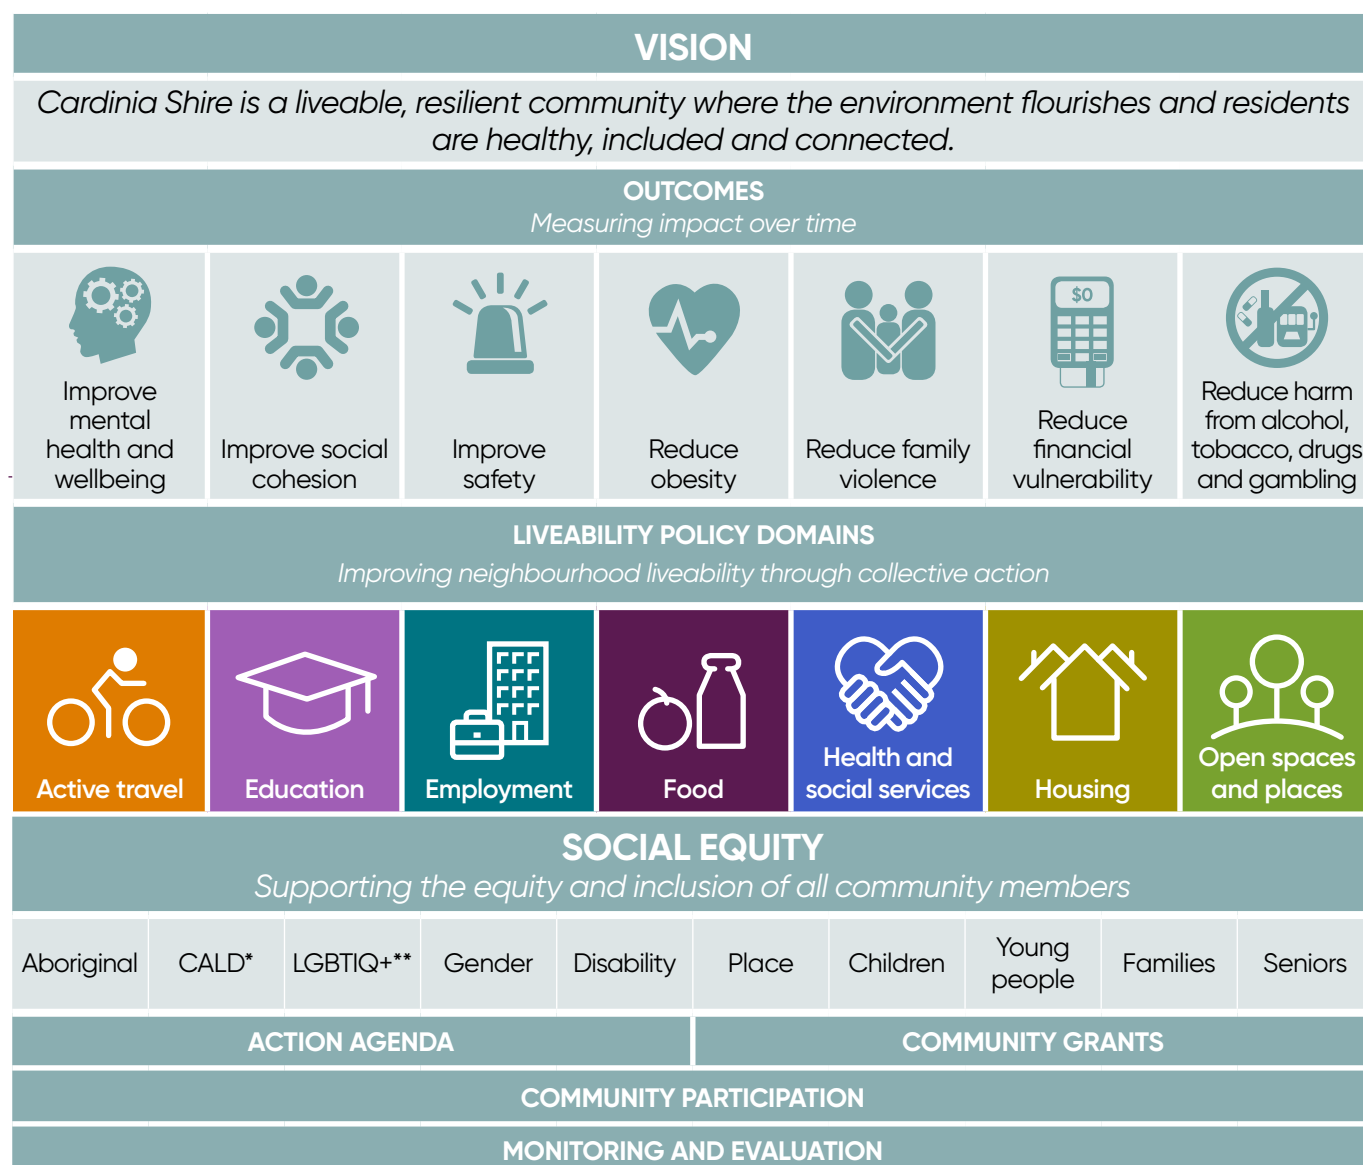 VISION
Cardinia Shire is a liveable, resilient community where the environment flourishes and residents
are healthy, included and connected.
OUTCOMES
Measuring impact over time
$0
Improve
mental
health and
wellbeing
Improve social
cohesion
Improve
safety
Reduce
obesity
Reduce family
violence
Reduce
financial
vulnerability
Reduce harm
from alcohol,
tobacco, drugs
and gambling
LIVEABILITY POLICY DOMAINS
Improving neighbourhood liveability through collective action
Active travel
Education
Employment
Food
Health and
social services
Housing
Open spaces
and places
SOCIAL EQUITY
Supporting the equity and inclusion of all community members
Aboriginal
CALD*
LGBTIQ+**
Gender
Disability
Place
Children
Young
people
Families
Seniors
ACTION AGENDA
COMMUNITY GRANTS
COMMUNITY PARTICIPATION
MONITORING AND EVALUATION